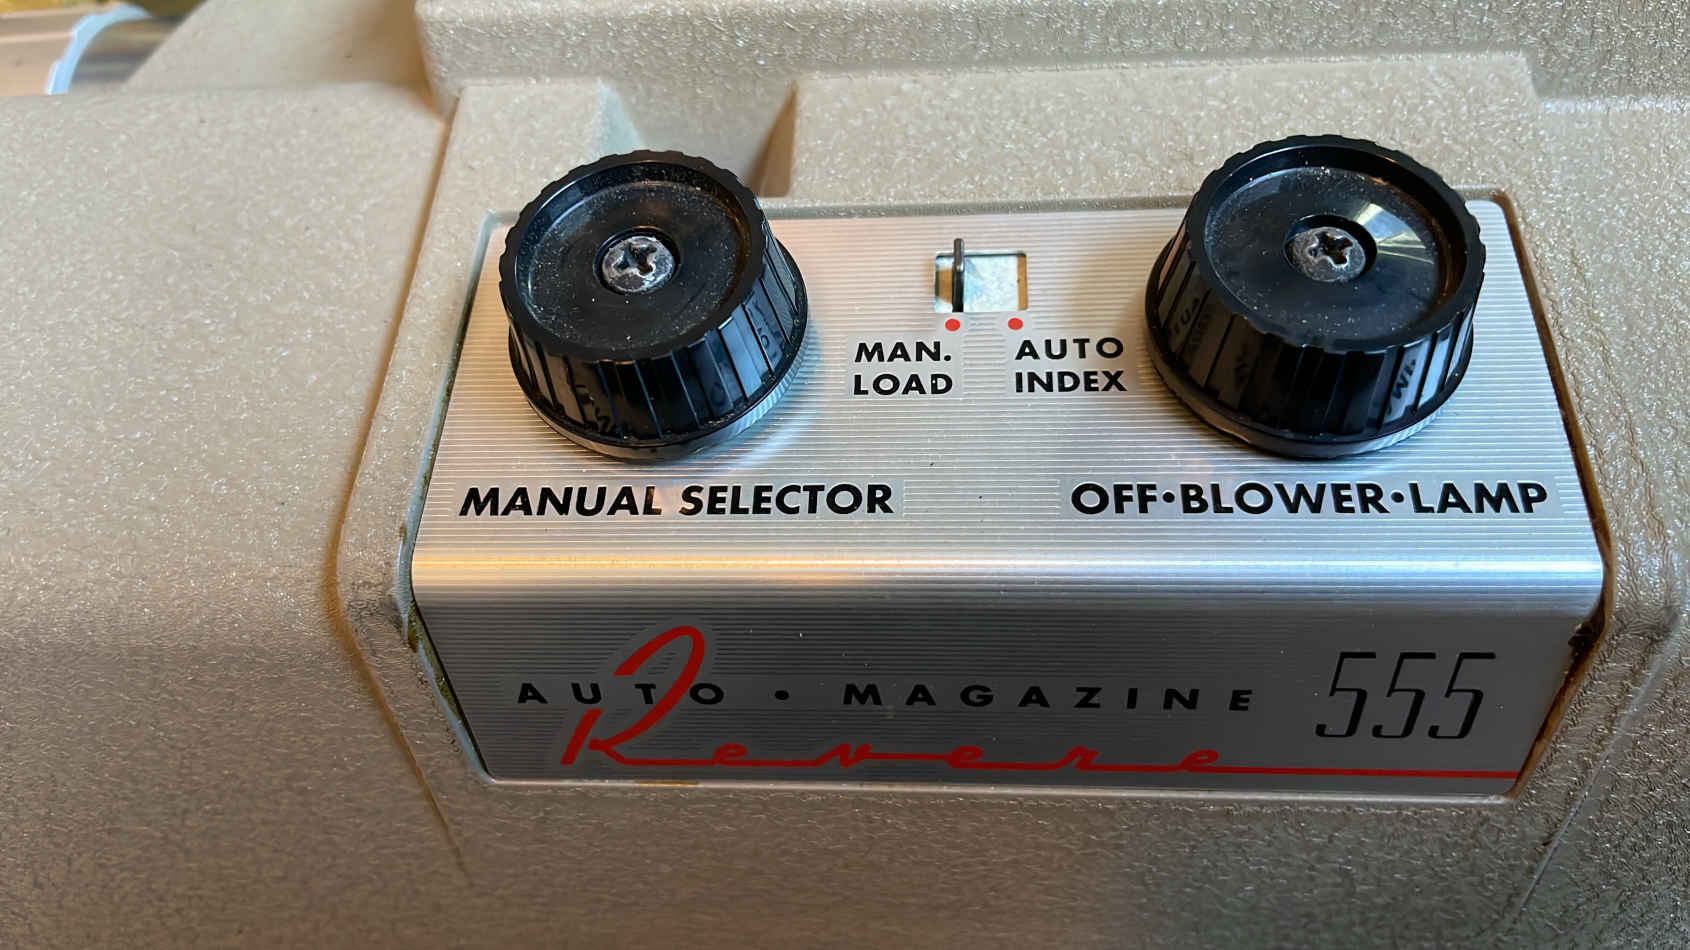 MAN.
LOAD
AUTO
INDEX
MANUAL SELECTOR
OFF•BLOWER•LAMP
AUTO • MAGAZINE 555
Revere